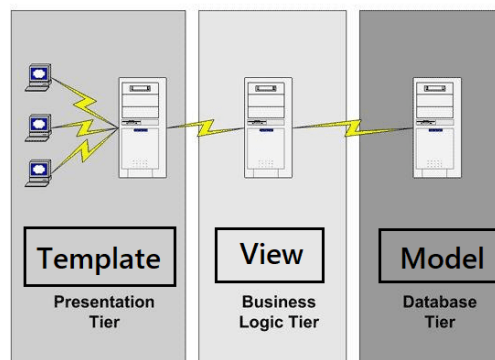 Template
View
Model
Presentation
Tier
Business
Logic Tier
Database
Tier